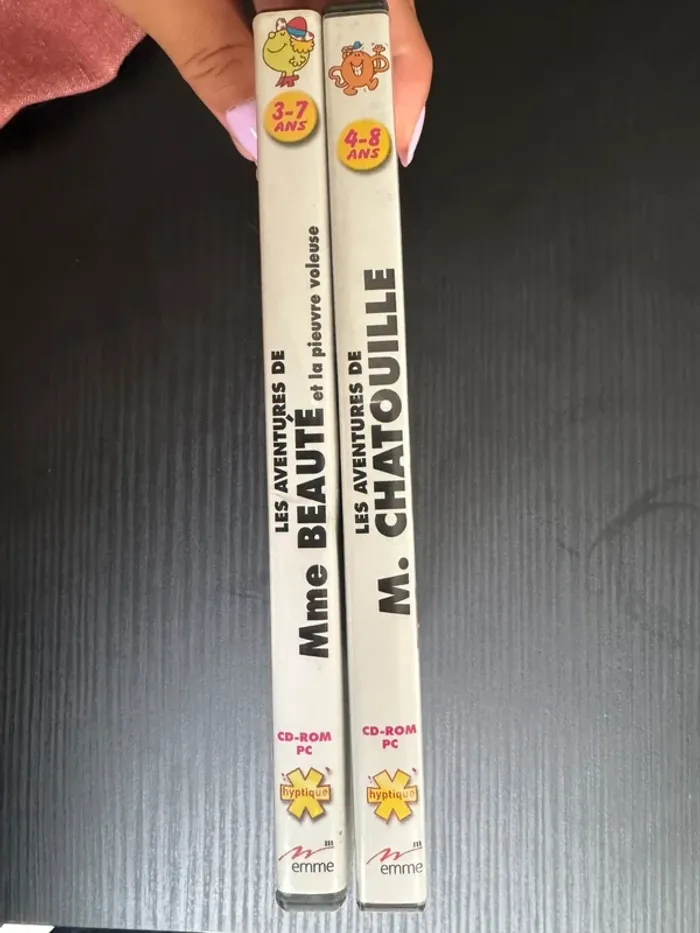 3-7
ANS
LES AVENTURES DE
Mme BEAUTÉ et la pieuvre voleuse
CD-ROM
PC
hyptique
emme
4-8
ANS
LES AVENTURES DE
M. CHATOUILLE
CD-ROM
PC
hyptique
emme